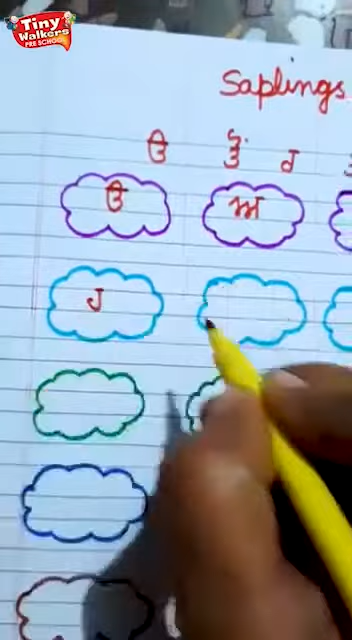 Tiny
Walkers
PRE SCHOOL
Saplings
ੳ ੜ ਹ
ੳ ਅ
ਹ